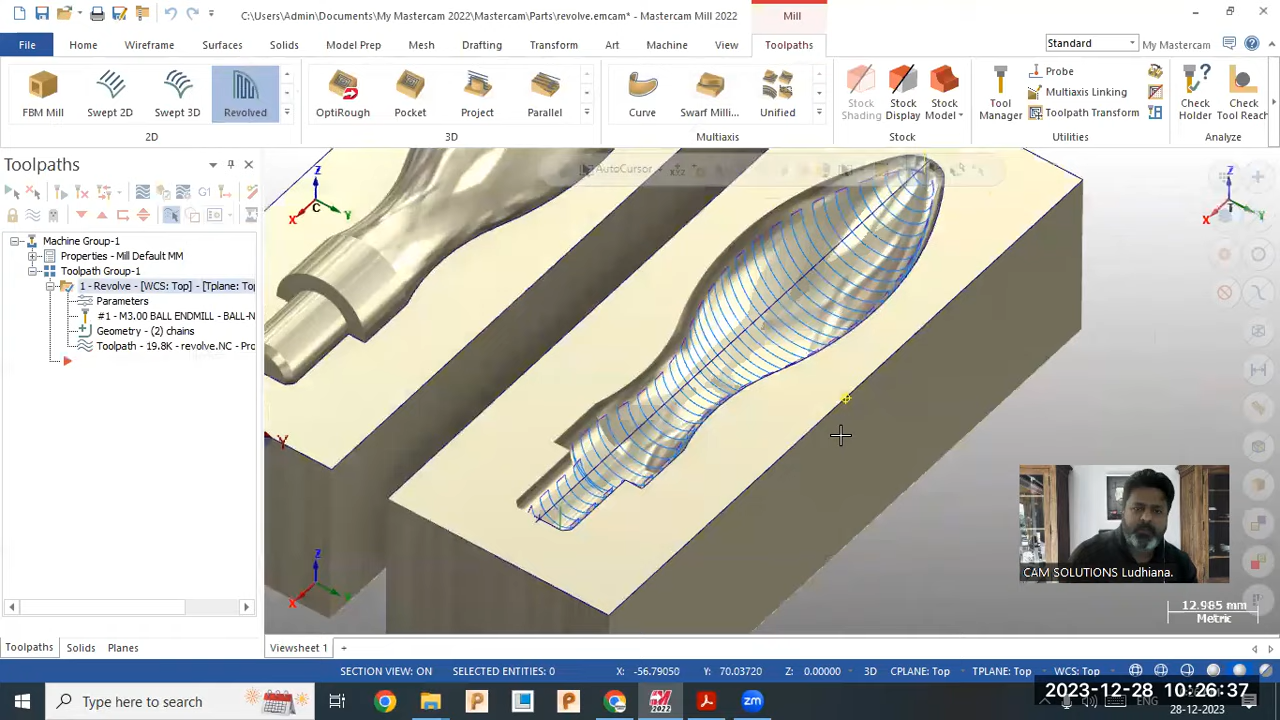 C:\Users\Admin\Documents\My Mastercam 2022\Mastercam\Parts\revolve.emcam* - Mastercam Mill 2022
Mill
File
Home
Wireframe
Surfaces
Solids
Model Prep
Mesh
Drafting
Transform
Art
Machine
View
Toolpaths
Standard
My Mastercam
FBM Mill
Swept 2D
Swept 3D
Revolved
2D
OptiRough
Pocket
Project
Parallel
3D
Curve
Swarf Milli...
Unified
Multiaxis
Stock Shading
Stock Display
Stock Model
Stock
Tool Manager
Probe
Multiaxis Linking
Toolpath Transform
Utilities
Check Holder
Check Tool Reach
Analyze
Toolpaths
G1
Machine Group-1
Properties - Mill Default MM
Toolpath Group-1
1 - Revolve - [WCS: Top] - [Tplane: Top
Parameters
#1 - M3.00 BALL ENDMILL - BALL-N
Geometry - (2) chains
Toolpath - 19.8K - revolve.NC - Pro
AutoCursor
Z
X
C
Y
Z
X
T
Y
Y
Z
X
CAM SOLUTIONS Ludhiana.
12.985 mm
Metric
Toolpaths
Solids
Planes
Viewsheet 1
+
SECTION VIEW: ON
SELECTED ENTITIES: 0
X: -56.79050
Y: 70.03720
Z: 0.00000
3D
CPLANE: Top
TPLANE: Top
WCS: Top
Type here to search
2022
zm
ENG
2023-12-28 10:26:37
28-12-2023